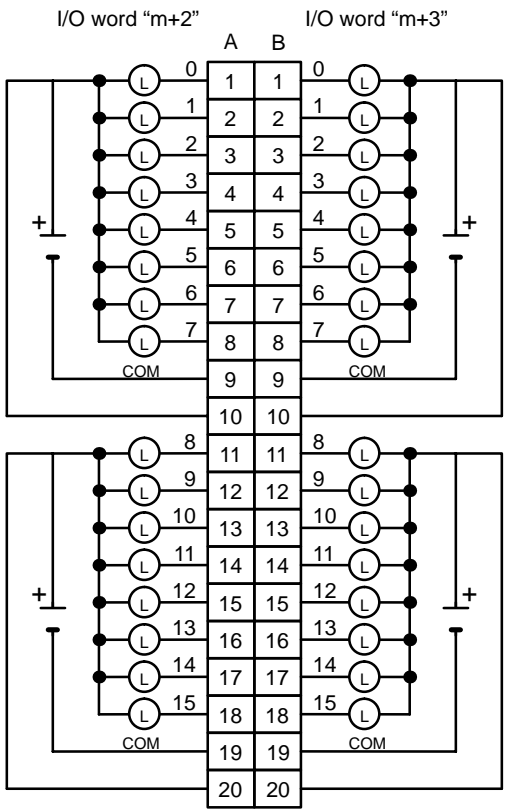 I/O word “m+2” I/O word “m+3”
A B
L 0 1 1 0 L
L 1 2 2 1 L
L 2 3 3 2 L
L 3 4 4 3 L
+ L 4 5 5 4 L +
L 5 6 6 5 L
L 6 7 7 6 L
L 7 8 8 7 L
COM 9 9 COM
10 10
L 8 11 11 8 L
L 9 12 12 9 L
L 10 13 13 10 L
L 11 14 14 11 L
+ L 12 15 15 12 L +
L 13 16 16 13 L
L 14 17 17 14 L
L 15 18 18 15 L
COM 19 19 COM
20 20